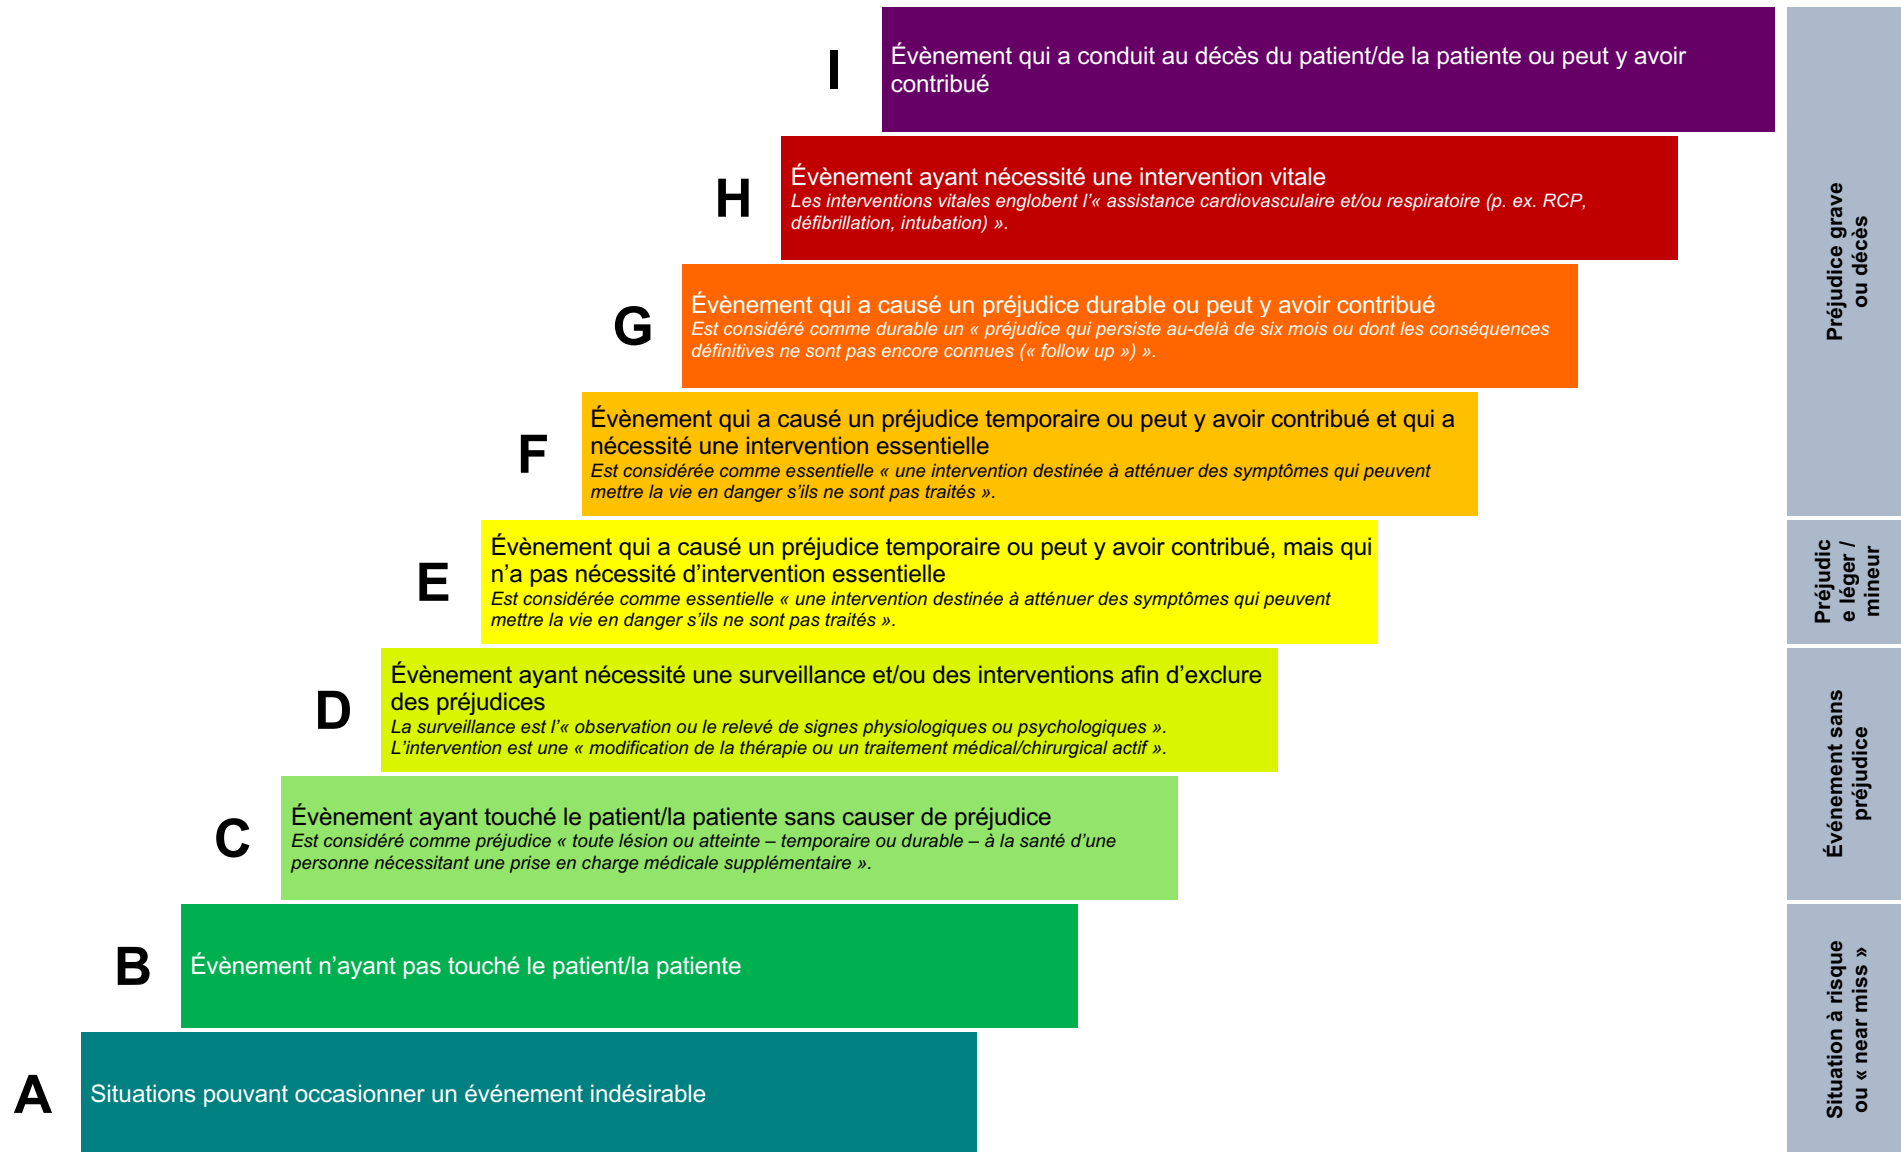 I
Évènement qui a conduit au décès du patient/de la patiente ou peut y avoir
contribué
H
Évènement ayant nécessité une intervention vitale
Les interventions vitales englobent l’« assistance cardiovasculaire et/ou respiratoire (p. ex. RCP,
défibrillation, intubation) ».
G
Évènement qui a causé un préjudice durable ou peut y avoir contribué
Est considéré comme durable un « préjudice qui persiste au-delà de six mois ou dont les conséquences
définitives ne sont pas encore connues (« follow up ») ».
F
Évènement qui a causé un préjudice temporaire ou peut y avoir contribué et qui a
nécessité une intervention essentielle
Est considérée comme essentielle « une intervention destinée à atténuer des symptômes qui peuvent
mettre la vie en danger s’ils ne sont pas traités ».
Préjudice grave
ou décès
E
Évènement qui a causé un préjudice temporaire ou peut y avoir contribué, mais qui
n’a pas nécessité d’intervention essentielle
Est considérée comme essentielle « une intervention destinée à atténuer des symptômes qui peuvent
mettre la vie en danger s’ils ne sont pas traités ».
Préjudic
e léger /
mineur
D
Évènement ayant nécessité une surveillance et/ou des interventions afin d’exclure
des préjudices
La surveillance est l’« observation ou le relevé de signes physiologiques ou psychologiques ».
L’intervention est une « modification de la thérapie ou un traitement médical/chirurgical actif ».
C
Évènement ayant touché le patient/la patiente sans causer de préjudice
Est considéré comme préjudice « toute lésion ou atteinte – temporaire ou durable – à la santé d’une
personne nécessitant une prise en charge médicale supplémentaire ».
Événement sans
préjudice
B
Évènement n’ayant pas touché le patient/la patiente
A
Situations pouvant occasionner un événement indésirable
Situation à risque
ou « near miss »